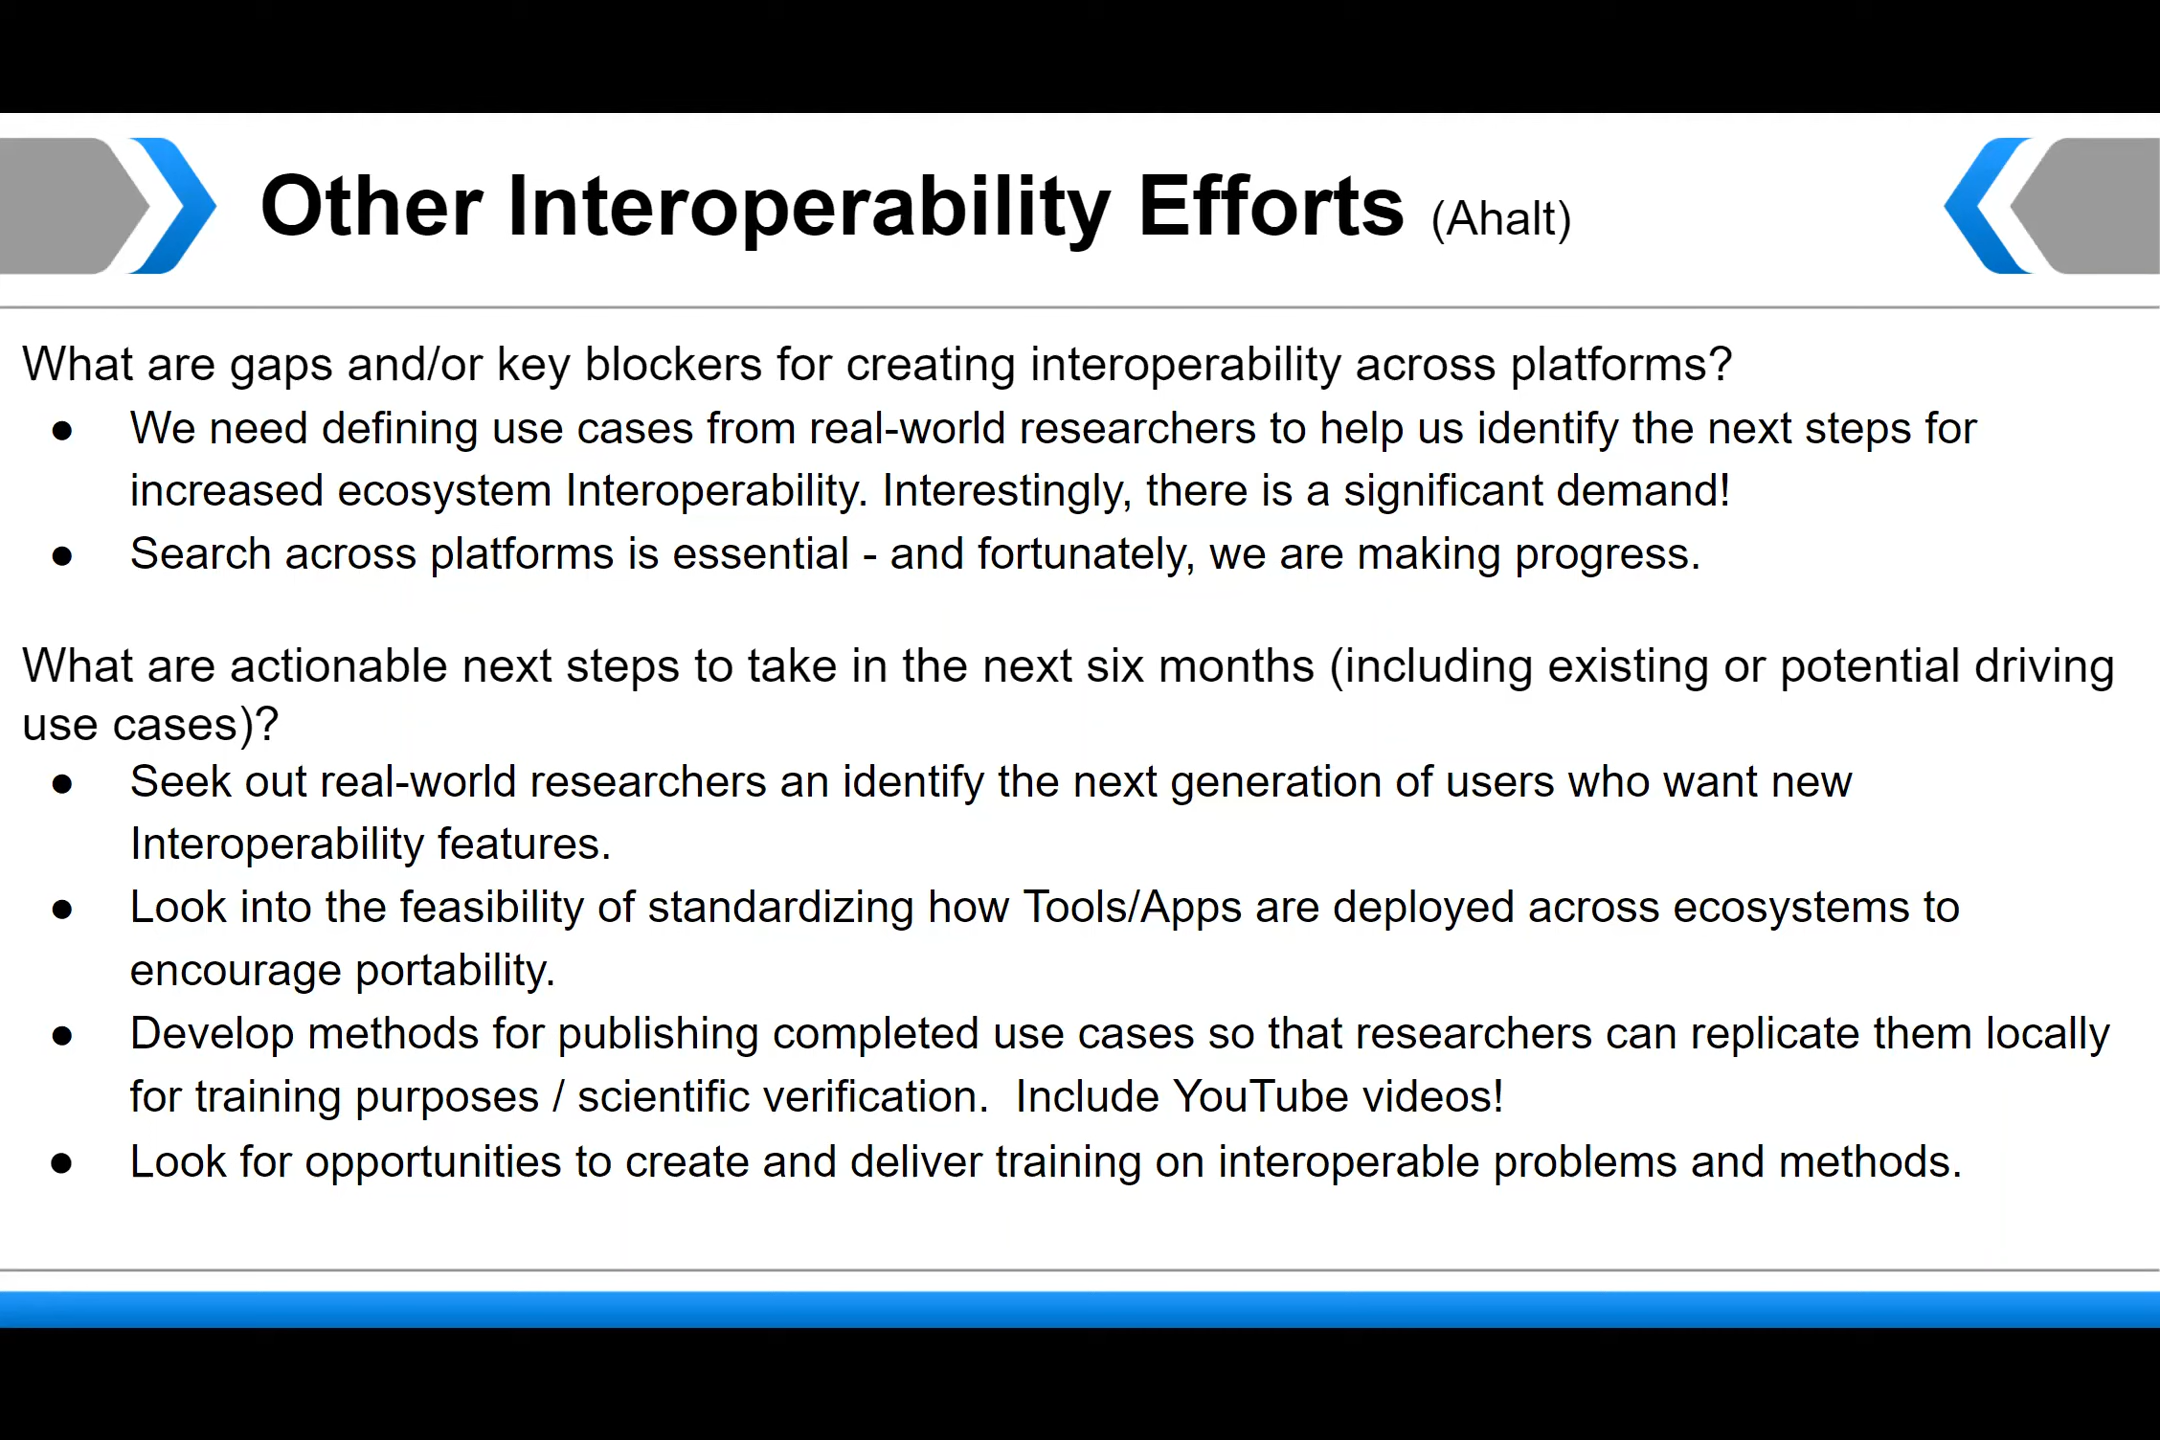 Other Interoperability Efforts (Ahalt)
What are gaps and/or key blockers for creating interoperability across platforms?
● We need defining use cases from real-world researchers to help us identify the next steps for
increased ecosystem Interoperability. Interestingly, there is a significant demand!
● Search across platforms is essential - and fortunately, we are making progress.
What are actionable next steps to take in the next six months (including existing or potential driving
use cases)?
● Seek out real-world researchers an identify the next generation of users who want new
Interoperability features.
● Look into the feasibility of standardizing how Tools/Apps are deployed across ecosystems to
encourage portability.
● Develop methods for publishing completed use cases so that researchers can replicate them locally
for training purposes / scientific verification.  Include YouTube videos!
● Look for opportunities to create and deliver training on interoperable problems and methods.